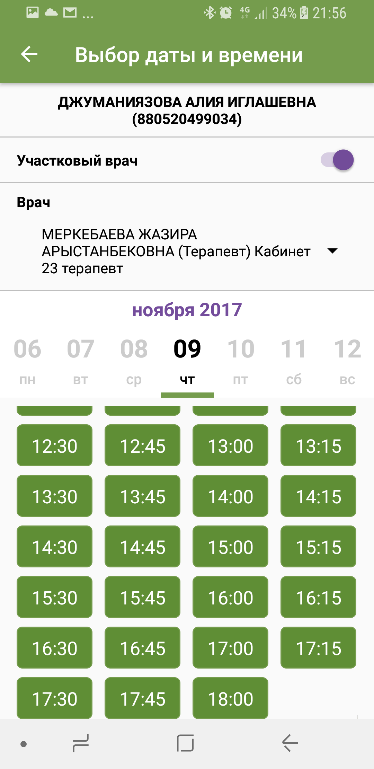 ... 4G 34% 21:56
Выбор даты и времени
ДЖУМАНИЯЗОВА АЛИЯ ИГЛАШЕВНА
(880520499034)
Участковый врач
Врач
МЕРКЕБАЕВА ЖАЗИРА
АРЫСТАНБЕКОВНА (Терапевт) Кабинет
23 терапевт
ноября 2017
06 07 08 09 10 11 12
пн вт ср чт пт сб вс
12:30 12:45 13:00 13:15
13:30 13:45 14:00 14:15
14:30 14:45 15:00 15:15
15:30 15:45 16:00 16:15
16:30 16:45 17:00 17:15
17:30 17:45 18:00